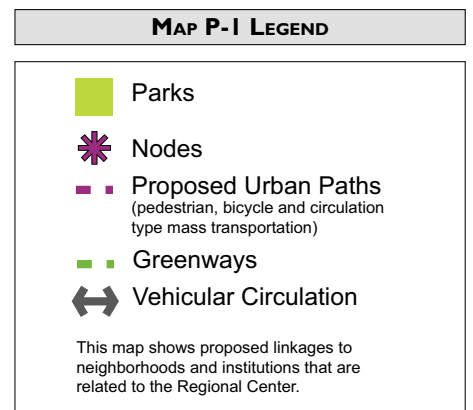 Map P-1 Legend
Parks
Nodes
Proposed Urban Paths
(pedestrian, bicycle and circulation
type mass transportation)
Greenways
Vehicular Circulation
This map shows proposed linkages to
neighborhoods and institutions that are
related to the Regional Center.